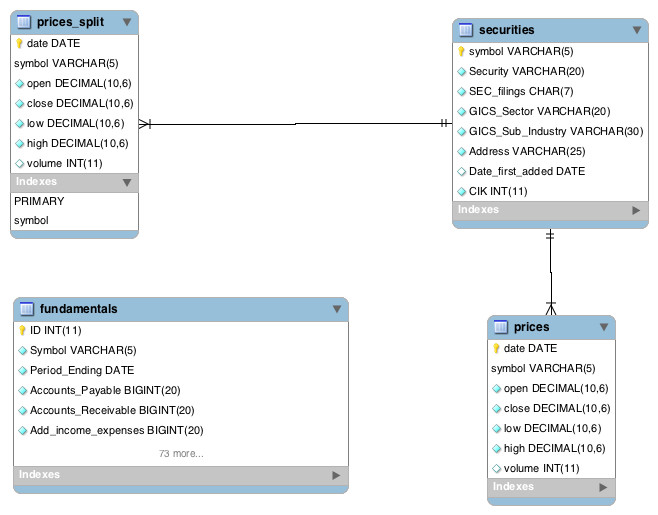 prices_split
date DATE
symbol VARCHAR(5)
open DECIMAL(10,6)
close DECIMAL(10,6)
low DECIMAL(10,6)
high DECIMAL(10,6)
volume INT(11)
Indexes
PRIMARY
symbol
securities
symbol VARCHAR(5)
Security VARCHAR(20)
SEC_filings CHAR(7)
GICS_Sector VARCHAR(20)
GICS_Sub_Industry VARCHAR(30)
Address VARCHAR(25)
Date_first_added DATE
CIK INT(11)
Indexes
fundamentals
ID INT(11)
Symbol VARCHAR(5)
Period_Ending DATE
Accounts_Payable BIGINT(20)
Accounts_Receivable BIGINT(20)
Add_income_expenses BIGINT(20)
73 more...
Indexes
prices
date DATE
symbol VARCHAR(5)
open DECIMAL(10,6)
close DECIMAL(10,6)
low DECIMAL(10,6)
high DECIMAL(10,6)
volume INT(11)
Indexes